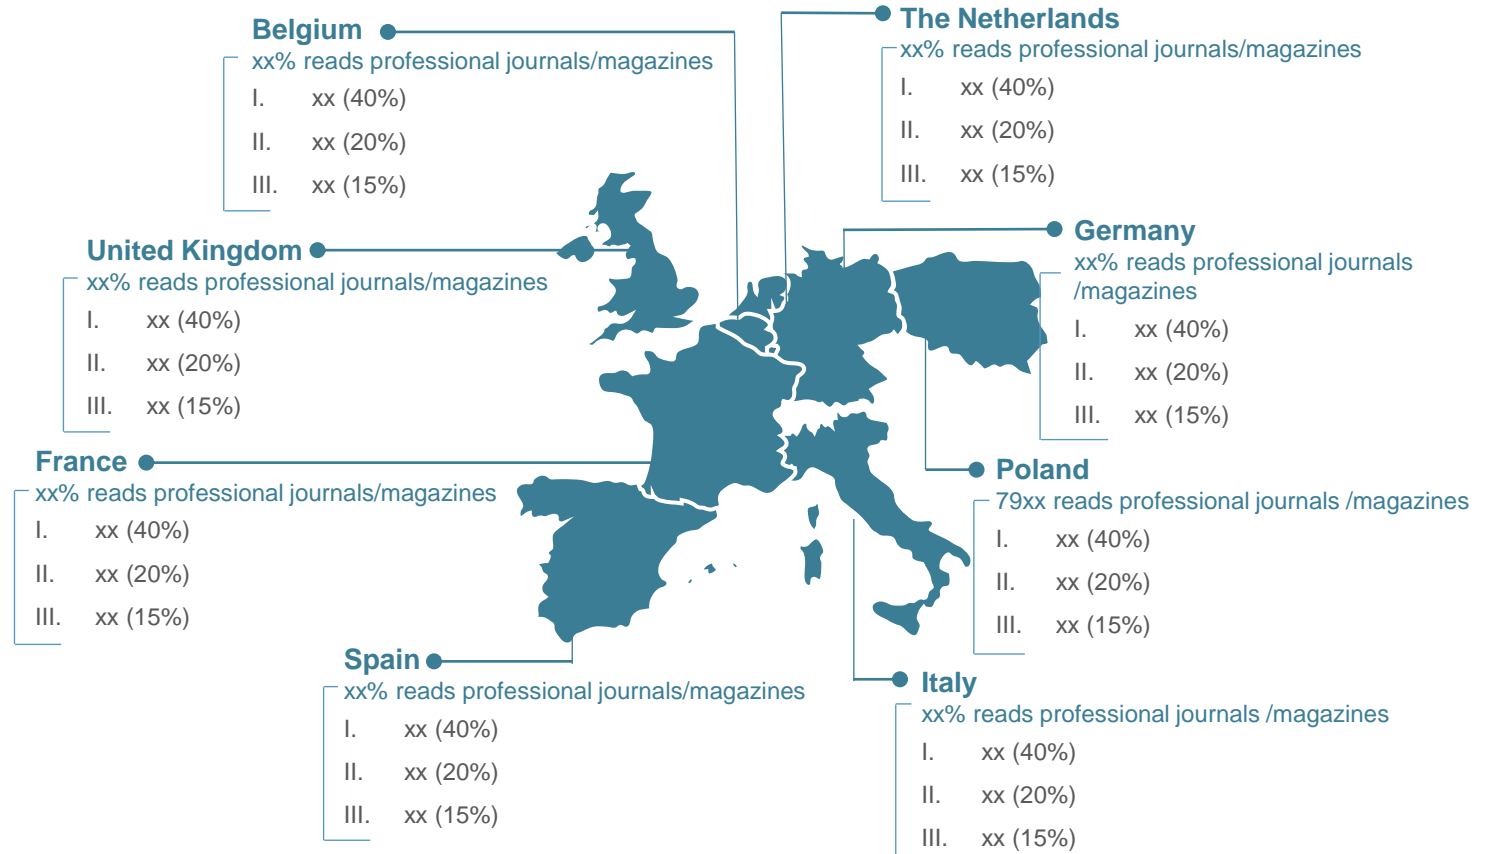 Belgium
xx% reads professional journals/magazines
I. xx (40%)
II. xx (20%)
III. xx (15%)
The Netherlands
xx% reads professional journals/magazines
I. xx (40%)
II. xx (20%)
III. xx (15%)
United Kingdom
xx% reads professional journals/magazines
I. xx (40%)
II. xx (20%)
III. xx (15%)
Germany
xx% reads professional journals
/magazines
I. xx (40%)
II. xx (20%)
III. xx (15%)
France
xx% reads professional journals/magazines
I. xx (40%)
II. xx (20%)
III. xx (15%)
Poland
79xx reads professional journals /magazines
I. xx (40%)
II. xx (20%)
III. xx (15%)
Spain
xx% reads professional journals/magazines
I. xx (40%)
II. xx (20%)
III. xx (15%)
Italy
xx% reads professional journals /magazines
I. xx (40%)
II. xx (20%)
III. xx (15%)